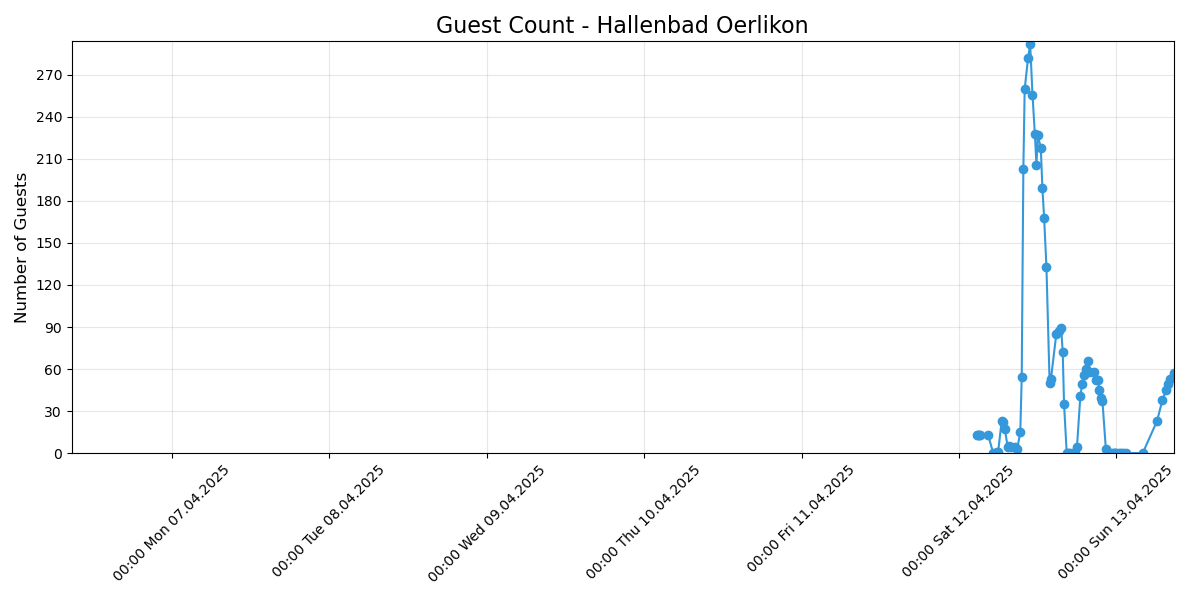 Guest Count - Hallenbad Oerlikon
Number of Guests
270
240
210
180
150
120
90
60
30
0
00:00 Mon 07.04.2025
00:00 Tue 08.04.2025
00:00 Wed 09.04.2025
00:00 Thu 10.04.2025
00:00 Fri 11.04.2025
00:00 Sat 12.04.2025
00:00 Sun 13.04.2025